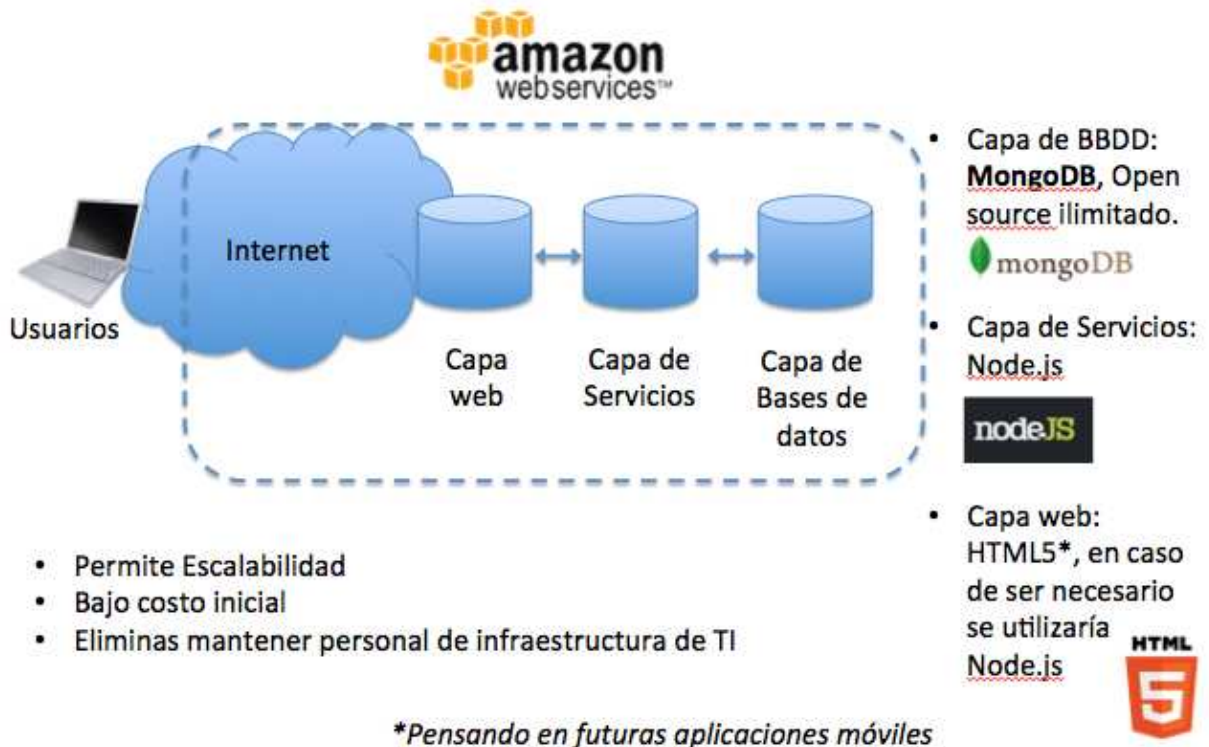 amazon
webservices™
Internet
Usuarios
Capa
web
Capa de
Servicios
Capa de
Bases de
datos
• Permite Escalabilidad
• Bajo costo inicial
• Eliminas mantener personal de infraestructura de TI
• Capa de BBDD:
MongoDB, Open
source ilimitado.
mongoDB
• Capa de Servicios:
Node.js
nodeJS
• Capa web:
HTML5*, en caso
de ser necesario
se utilizaría
Node.js
HTML
5
*Pensando en futuras aplicaciones móviles